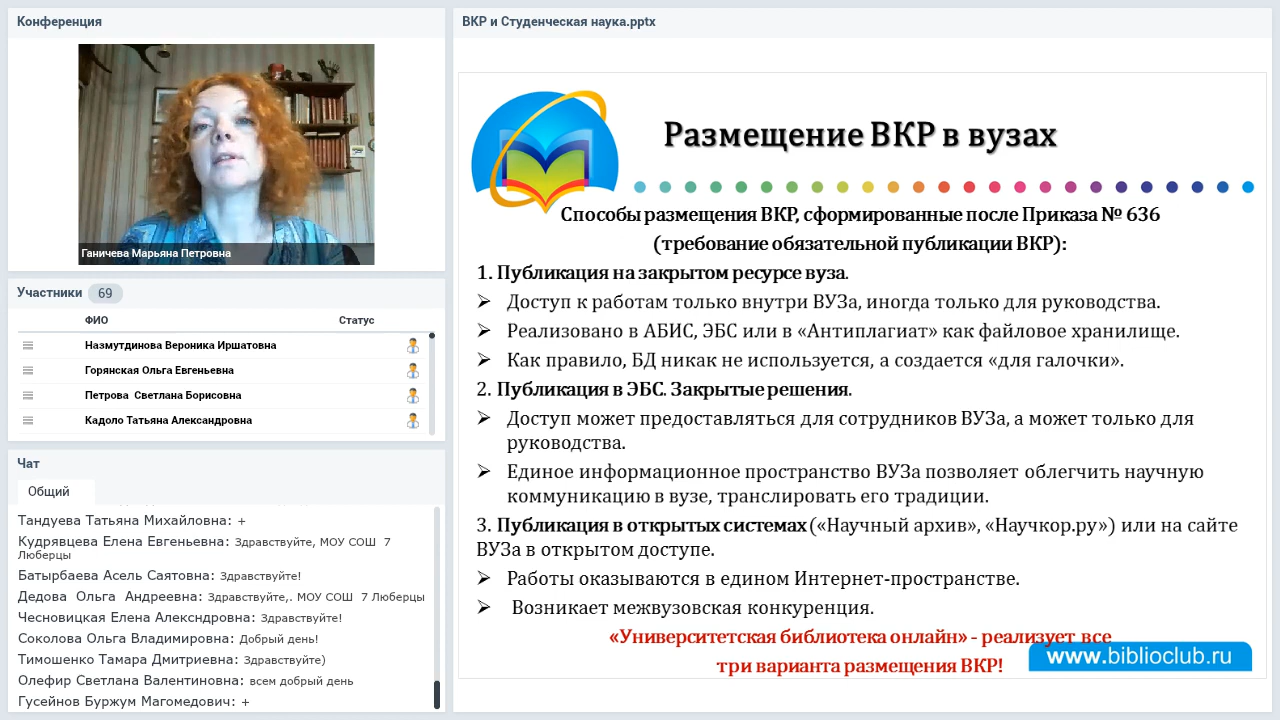 Конференция
Ганичева Марьяна Петровна
Участники 69
ФИО Статус
Назмутдинова Вероника Иршатовна
Горянская Ольга Евгеньевна
Петрова Светлана Борисовна
Кадоло Татьяна Александровна
Чат
Общий
Тандуева Татьяна Михайловна: +
Кудрявцева Елена Евгеньевна: Здравствуйте, МОУ СОШ 7
Люберцы
Батырбаева Асель Саятовна: Здравствуйте!
Дедова Ольга Андреевна: Здравствуйте,. МОУ СОШ 7 Люберцы
Чесновицкая Елена Алексндровна: Здравствуйте!
Соколова Ольга Владимировна: Добрый день!
Тимошенко Тамара Дмитриевна: Здравствуйте)
Олефир Светлана Валентиновна: всем добрый день
Гусейнов Буржум Магомедович: +
ВКР и Студенческая наука.pptx
Размещение ВКР в вузах
Способы размещения ВКР, сформированные после Приказа № 636
(требование обязательной публикации ВКР):
1. Публикация на закрытом ресурсе вуза.
Доступ к работам только внутри ВУЗа, иногда только для руководства.
Реализовано в АБИС, ЭБС или в «Антиплагиат» как файловое хранилище.
Как правило, БД никак не используется, а создается «для галочки».
2. Публикация в ЭБС. Закрытые решения.
Доступ может предоставляться для сотрудников ВУЗа, а может только для
руководства.
Единое информационное пространство ВУЗа позволяет облегчить научную
коммуникацию в вузе, транслировать его традиции.
3. Публикация в открытых системах («Научный архив», «Научкор.ру») или на сайте
ВУЗа в открытом доступе.
Работы оказываются в едином Интернет-пространстве.
Возникает межвузовская конкуренция.
«Университетская библиотека онлайн» - реализует все
три варианта размещения ВКР!
www.biblioclub.ru